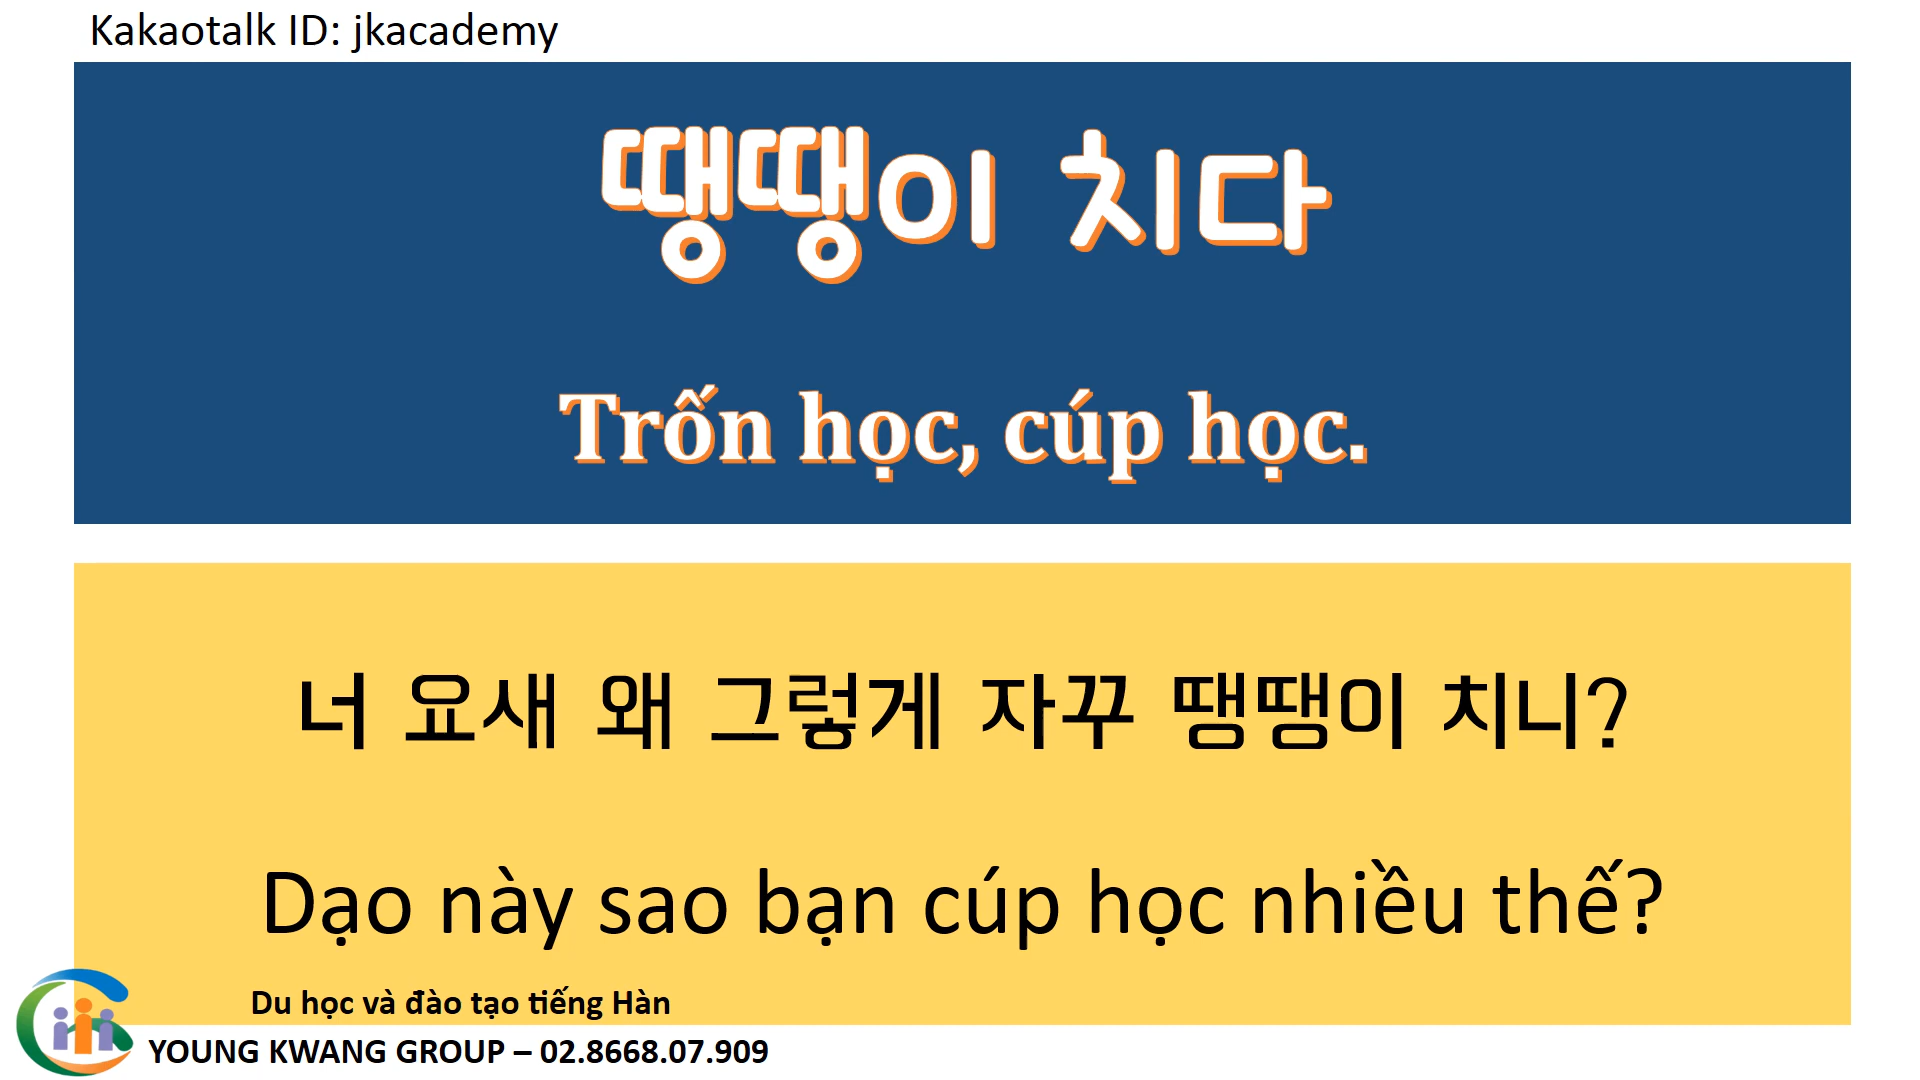 Kakaotalk ID: jkacademy
땡땡이 치다
Trốn học, cúp học.
너 요새 왜 그렇게 자꾸 땡땡이 치니?
Dạo này sao bạn cúp học nhiều thế?
Du học và đào tạo tiếng Hàn
YOUNG KWANG GROUP – 02.8668.07.909